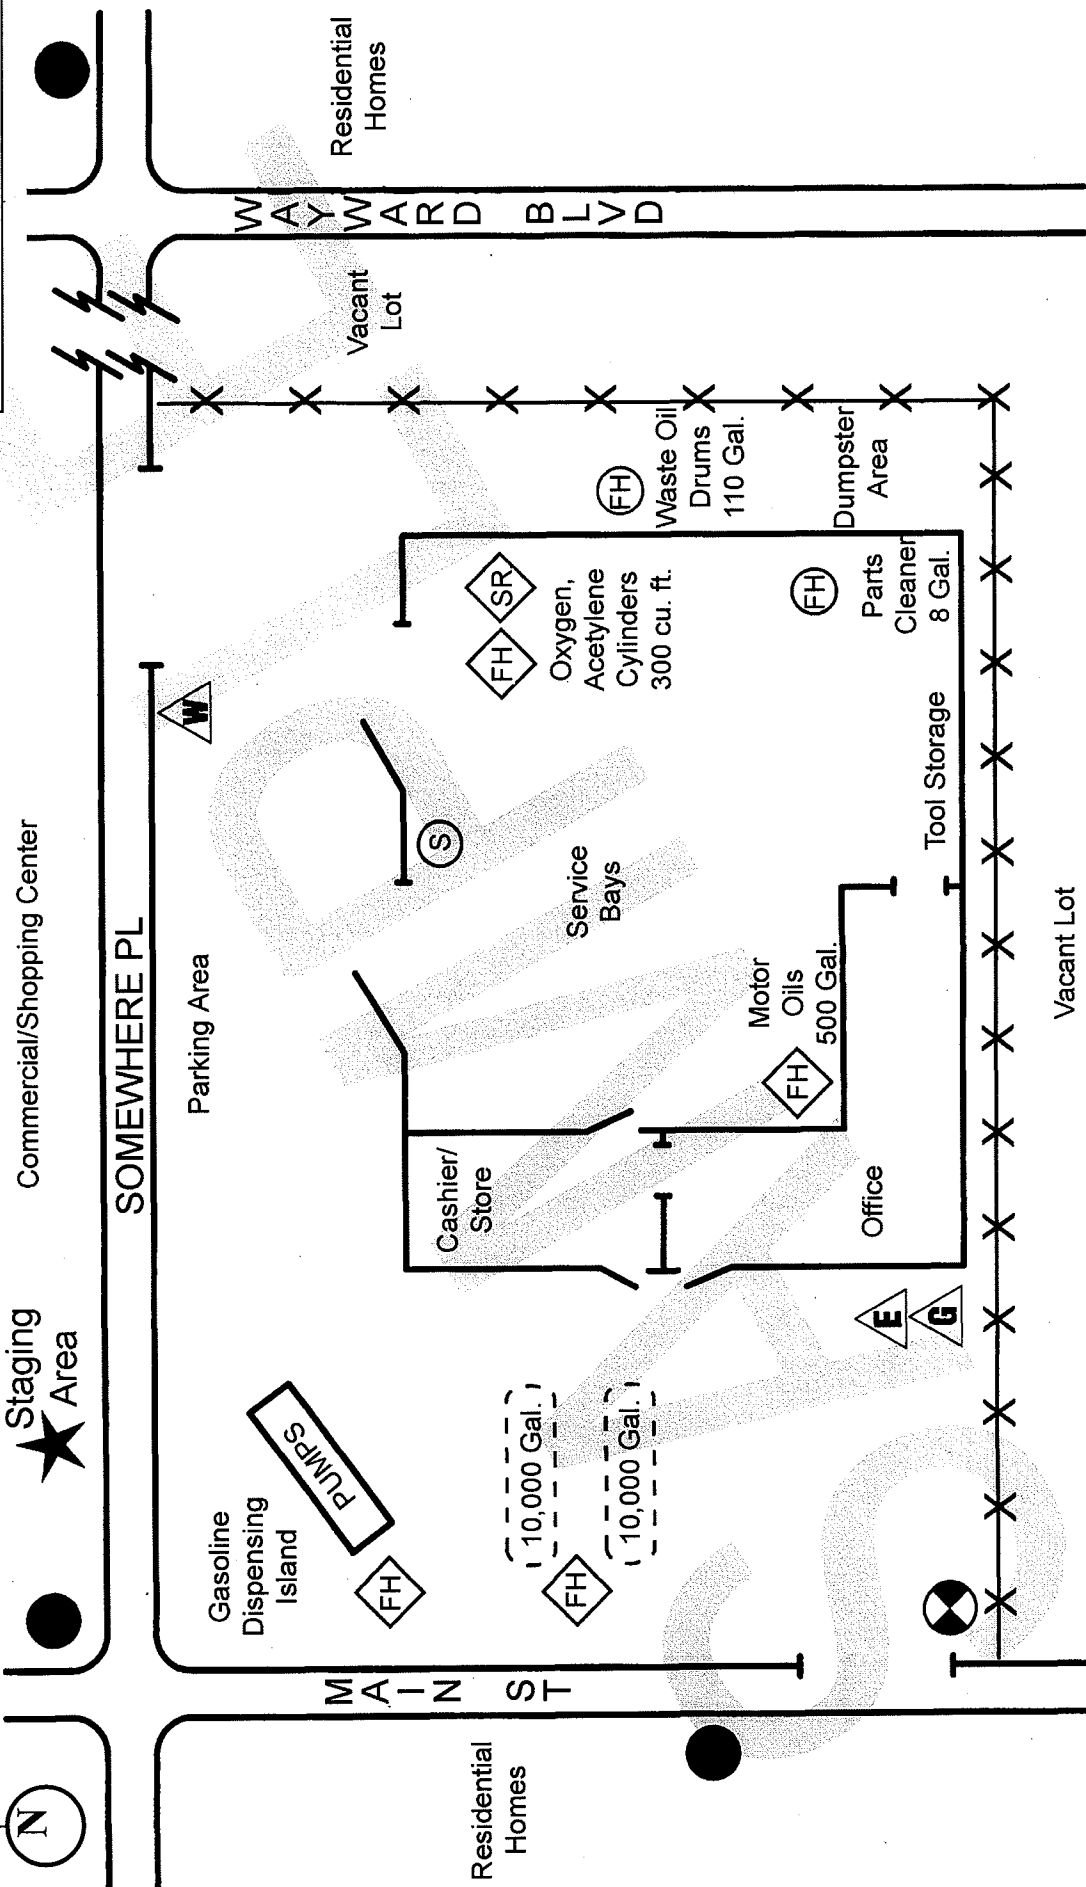 N
Staging
Area
Commercial/Shopping Center
SOMEWHERE PL
Parking Area
W
Gasoline
Dispensing
Island
PUMPS
FH
MAIN ST
Residential
Homes
10,000 Gal.
10,000 Gal.
FH
Cashier/
Store
Office
E
G
S
Service
Bays
Motor
Oils
500 Gal.
FH
Tool Storage
FH
SR
Oxygen,
Acetylene
Cylinders
300 cu. ft.
FH
Parts
Cleaner
8 Gal.
FH
Waste Oil
Drums
110 Gal.
Dumpster
Area
Vacant
Lot
WAYWARD BLVD
Residential
Homes
Vacant Lot
SAMPLE